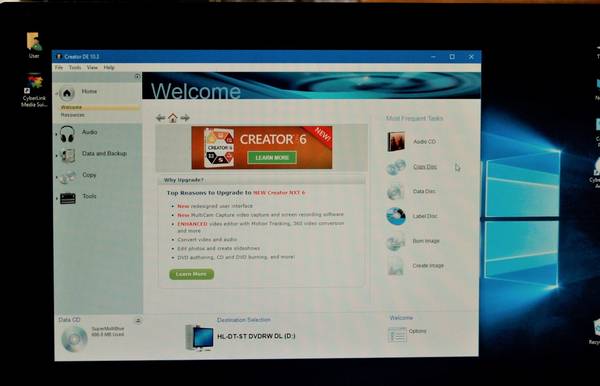 User
CyberLink
Media Sui...
Creator DE 10.3
File Tools View Help
Home
Welcome
Resources
Audio
Data and Backup
Copy
Tools
Welcome
CREATOR 6
NEW!
LEARN MORE
Why Upgrade?
Top Reasons to Upgrade to NEW Creator NXT 6
New redesigned user interface
New MultiCam Capture video capture and screen recording software
ENHANCED video editor with Motion Tracking, 360 video conversion
and more
Convert video and audio
Edit photos and create slideshows
DVD authoring, CD and DVD burning, and more!
Learn More
Most Frequent Tasks
Audio CD
Copy Disc
Data Disc
Label Disc
Burn Image
Create Image
Data CD
SuperMultiBlue
Destination Selection
HL-DT-ST DVDRW DL (D:)
Welcome
Options